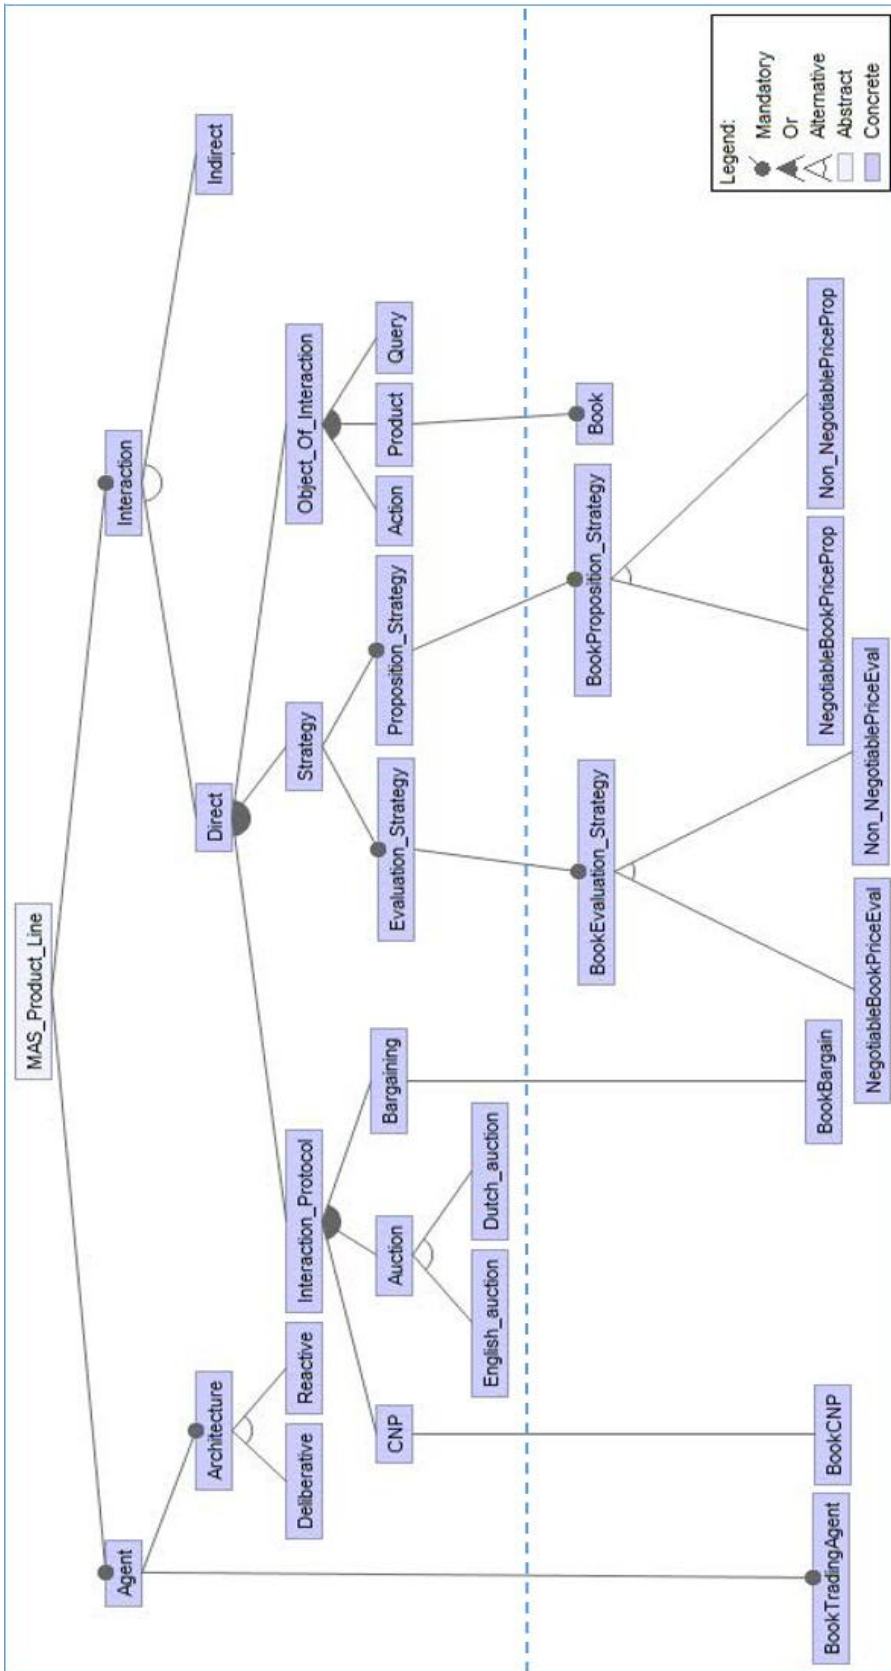 MAS_Product_Line
Agent
Interaction
Architecture
Direct
Indirect
Deliberative
Reactive
Interaction_Protocol
Strategy
Object_Of_Interaction
CNP
Auction
Bargaining
Evaluation_Strategy
Proposition_Strategy
Action
Product
Query
English_auction
Dutch_auction
BookEvaluation_Strategy
BookProposition_Strategy
Book
BookTradingAgent
BookCNP
BookBargain
NegotiableBookPriceProp
Non_NegotiablePriceProp
NegotiableBookPriceEval
Non_NegotiablePriceEval
Legend:
Mandatory
Or
Alternative
Abstract
Concrete